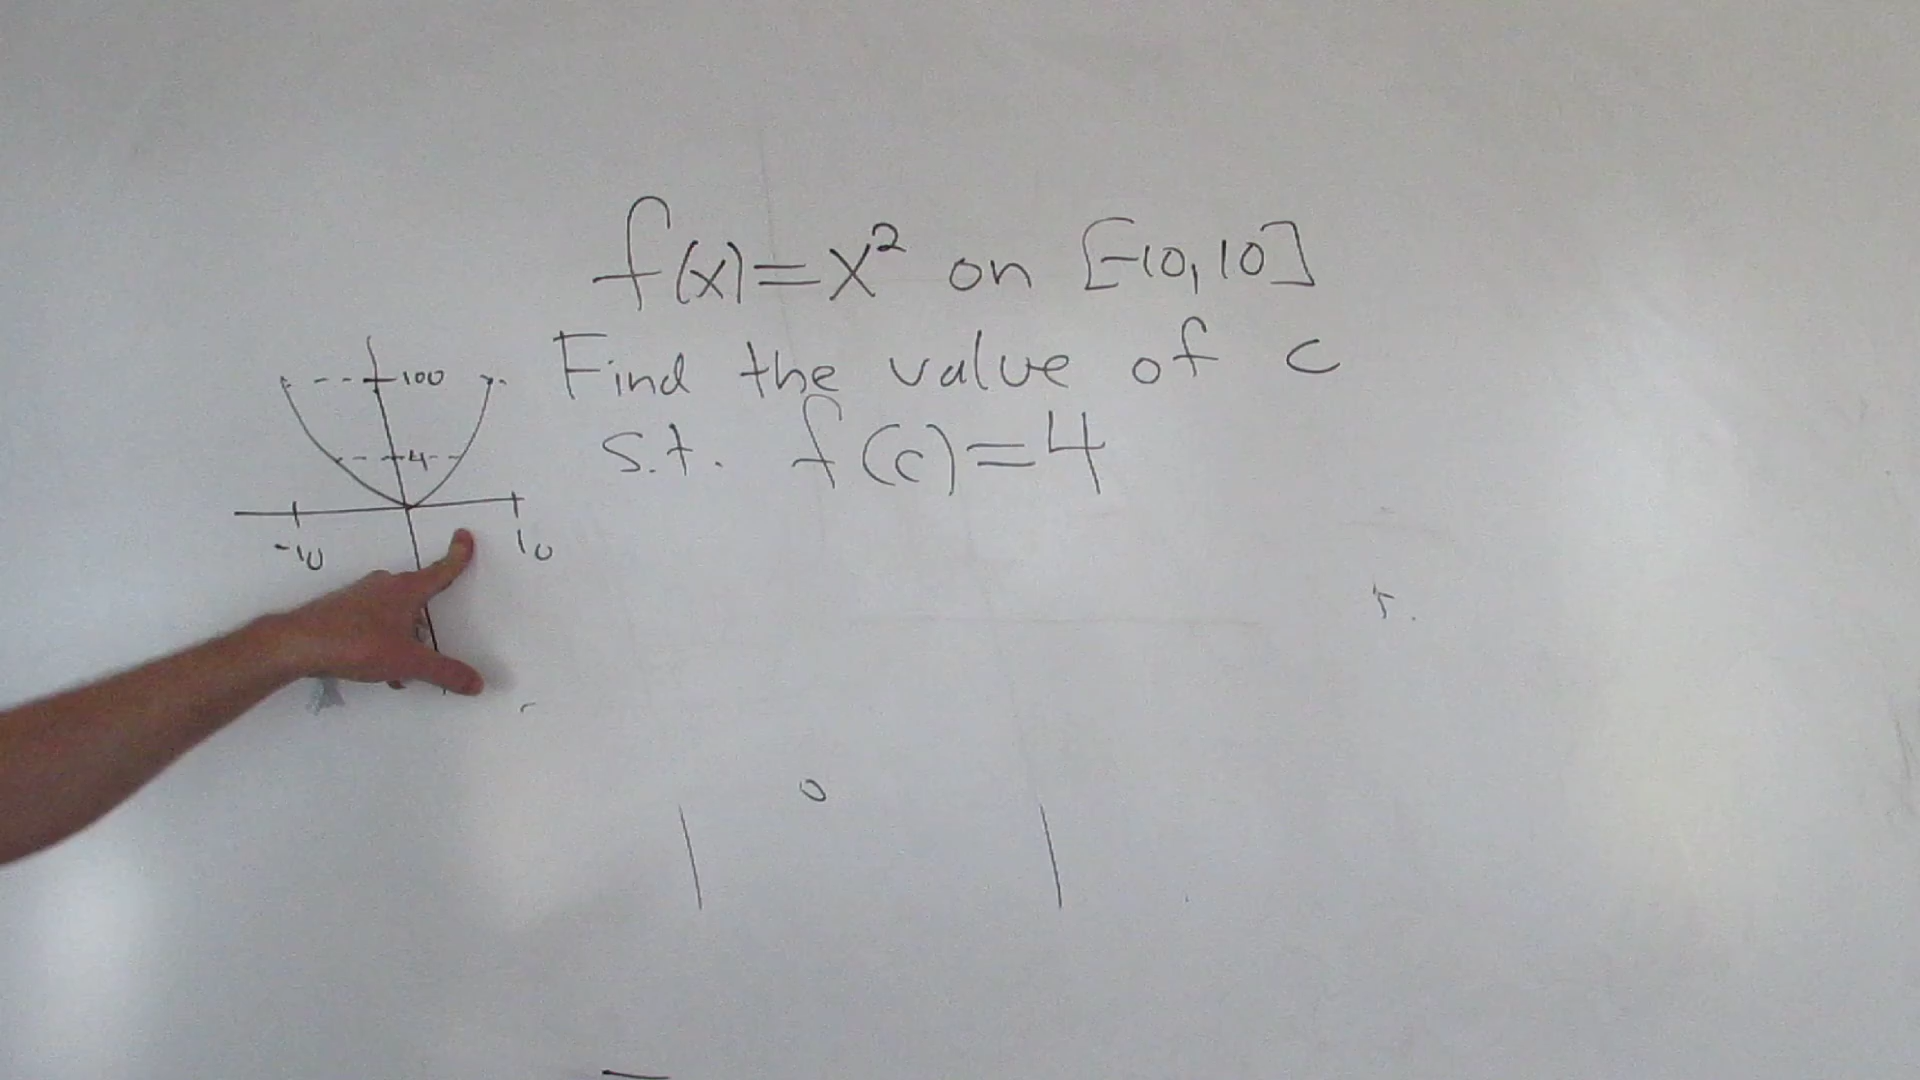 f(x)=x² on [-10,10]
Find the value of c
s.t. f(c)=4
100
4
-10
10